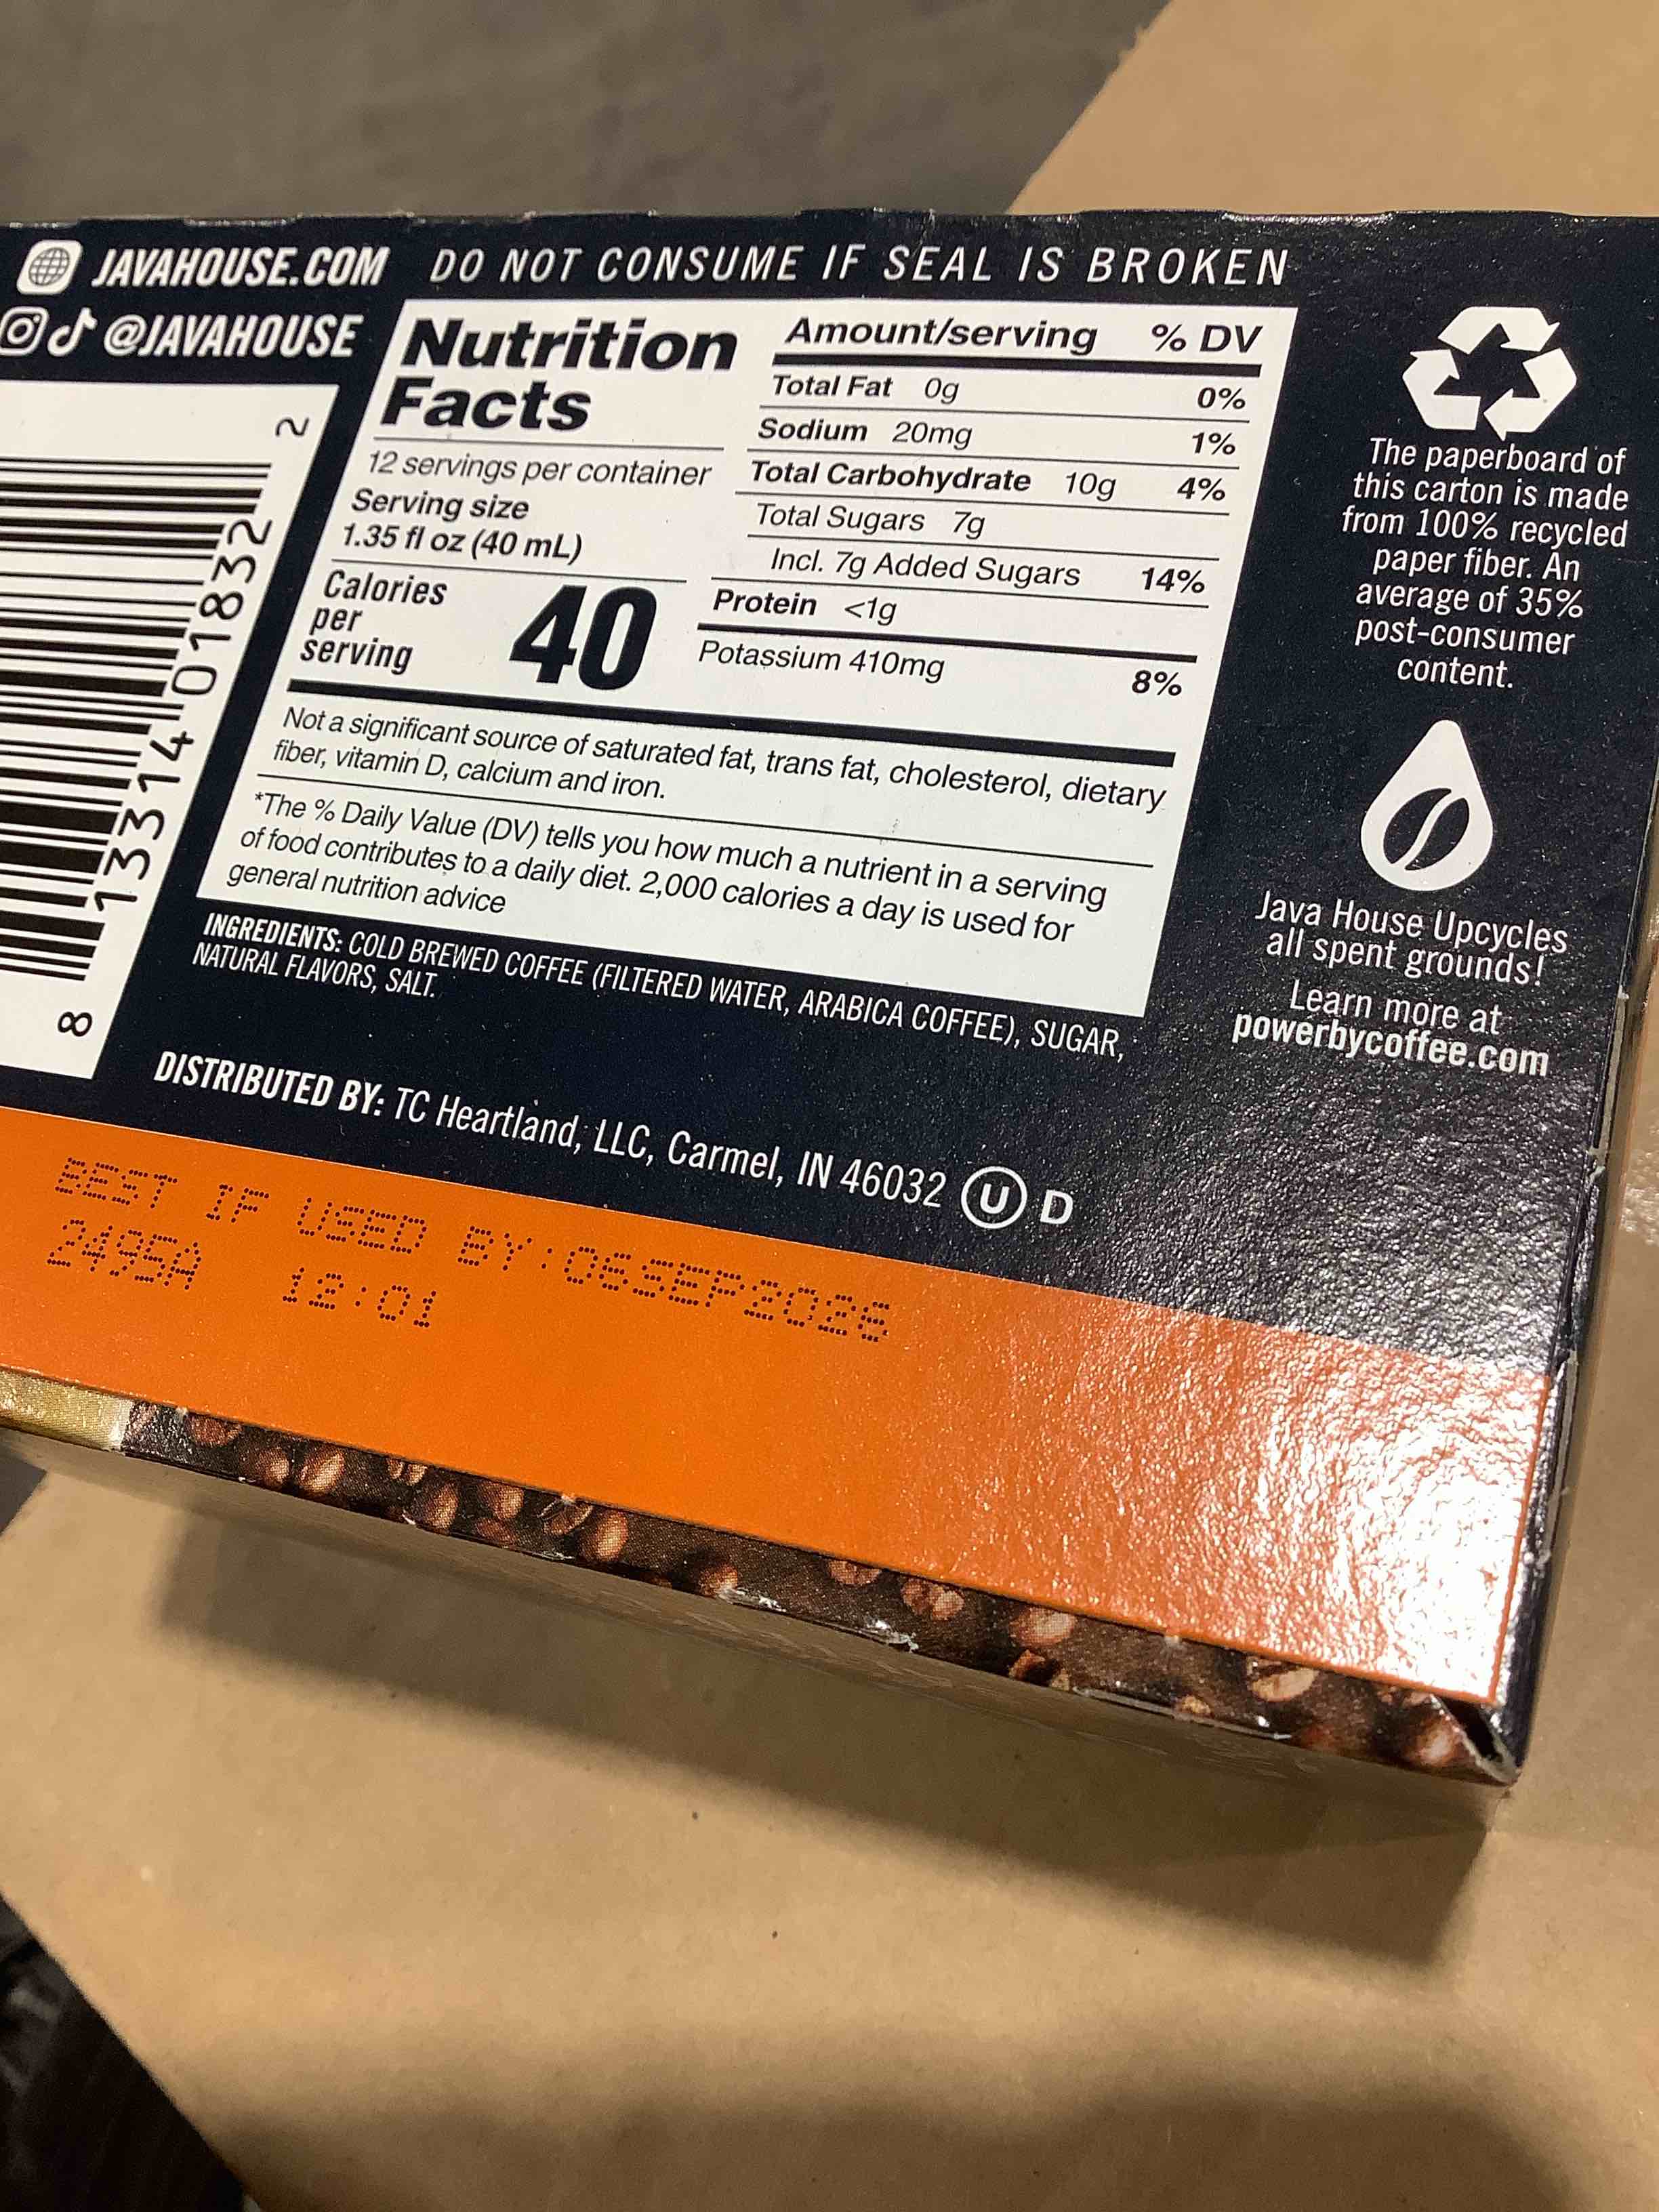 JAVAHOUSE.COM
DO NOT CONSUME IF SEAL IS BROKEN
@JAVAHOUSE
8 13314 01832 2
Nutrition
Facts
12 servings per container
Serving size
1.35 fl oz (40 mL)
Calories
per
serving
40
Amount/serving % DV
Total Fat 0g 0%
Sodium 20mg 1%
Total Carbohydrate 10g 4%
Total Sugars 7g
Incl. 7g Added Sugars 14%
Protein <1g
Potassium 410mg 8%
Not a significant source of saturated fat, trans fat, cholesterol, dietary
fiber, vitamin D, calcium and iron.
*The % Daily Value (DV) tells you how much a nutrient in a serving
of food contributes to a daily diet. 2,000 calories a day is used for
general nutrition advice
INGREDIENTS: COLD BREWED COFFEE (FILTERED WATER, ARABICA COFFEE), SUGAR,
NATURAL FLAVORS, SALT.
DISTRIBUTED BY: TC Heartland, LLC, Carmel, IN 46032 U D
The paperboard of
this carton is made
from 100% recycled
paper fiber. An
average of 35%
post-consumer
content.
Java House Upcycles
all spent grounds!
Learn more at
powerbycoffee.com
BEST IF USED BY:06SEP2026
2495A 12:01